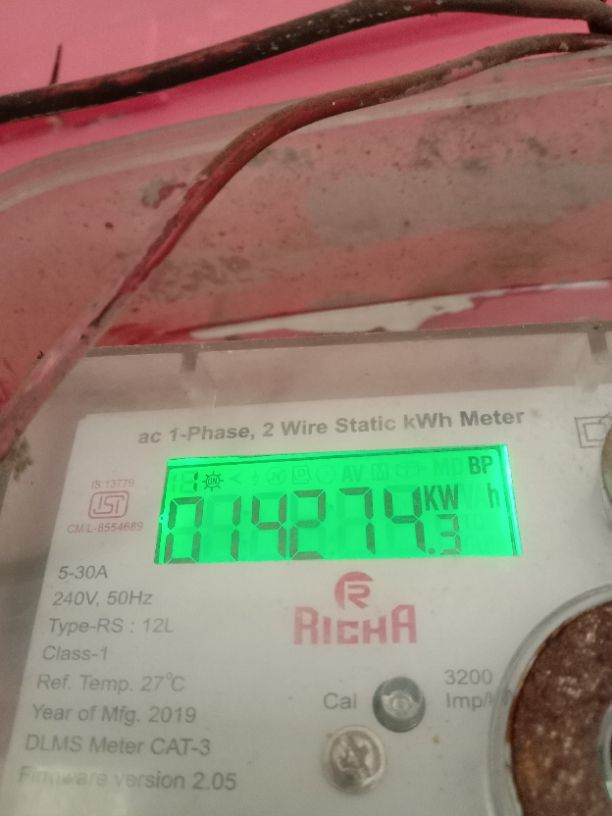 ac 1-Phase, 2 Wire Static kWh Meter
IS 13779
CM/L-8554689
ON BP
014274.3 KW h
5-30A
240V, 50Hz
Type-RS : 12L
Class-1
Ref. Temp. 27°C
Year of Mfg. 2019
DLMS Meter CAT-3
Firmware version 2.05
RICHA
Cal
3200
Imp/